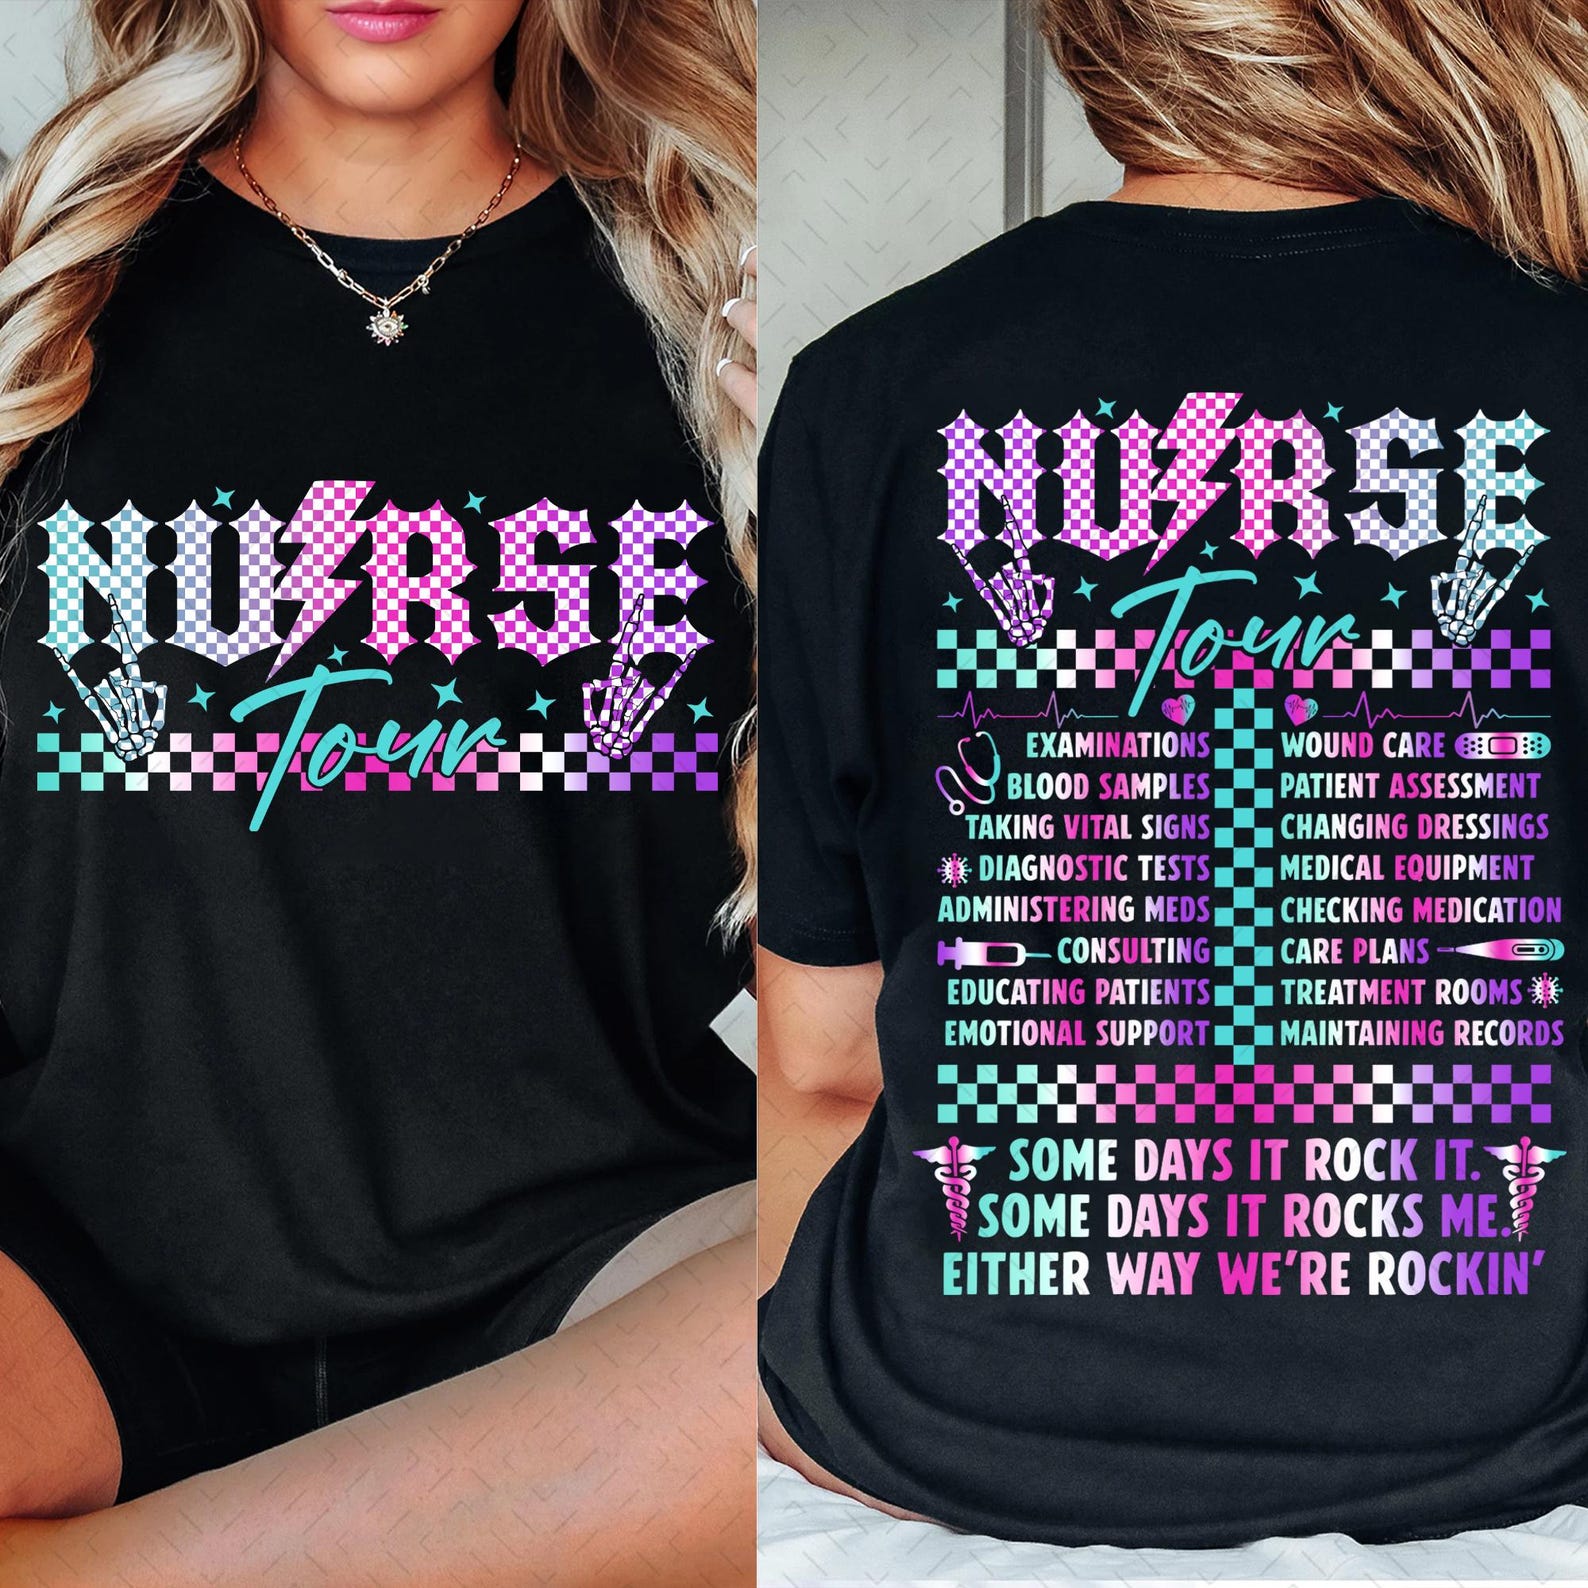 NURSE
Tour
NURSE
Tour
EXAMINATIONS
BLOOD SAMPLES
TAKING VITAL SIGNS
DIAGNOSTIC TESTS
ADMINISTERING MEDS
CONSULTING
EDUCATING PATIENTS
EMOTIONAL SUPPORT
WOUND CARE
PATIENT ASSESSMENT
CHANGING DRESSINGS
MEDICAL EQUIPMENT
CHECKING MEDICATION
CARE PLANS
TREATMENT ROOMS
MAINTAINING RECORDS
SOME DAYS IT ROCK IT.
SOME DAYS IT ROCKS ME.
EITHER WAY WE'RE ROCKIN'